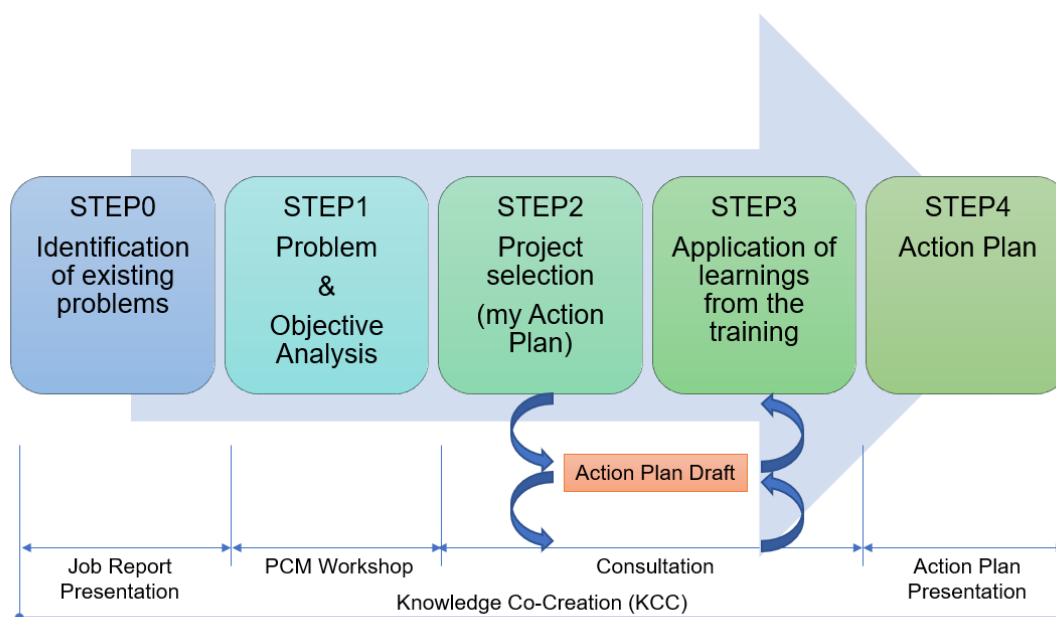 STEP0
Identification
of existing
problems
STEP1
Problem
&
Objective
Analysis
STEP2
Project
selection
(my Action
Plan)
STEP3
Application of
learnings
from the
training
STEP4
Action Plan
Action Plan Draft
Job Report
Presentation
PCM Workshop
Consultation
Action Plan
Presentation
Knowledge Co-Creation (KCC)